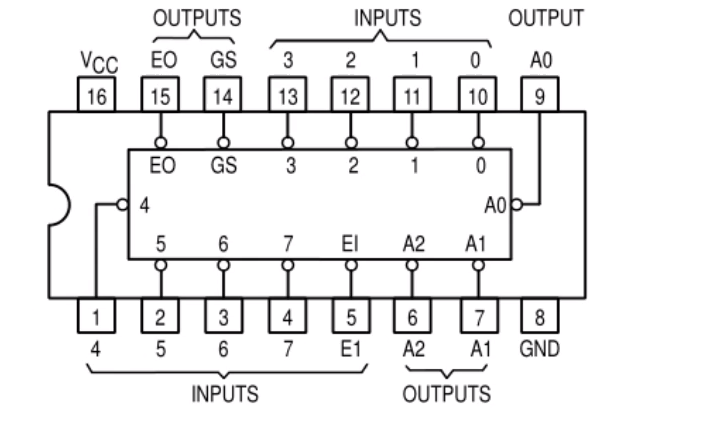 OUTPUTS INPUTS OUTPUT
VCC EO GS 3 2 1 0 A0
16 15 14 13 12 11 10 9
EO GS 3 2 1 0
4 A0
5 6 7 EI A2 A1
1 2 3 4 5 6 7 8
4 5 6 7 E1 A2 A1 GND
INPUTS OUTPUTS